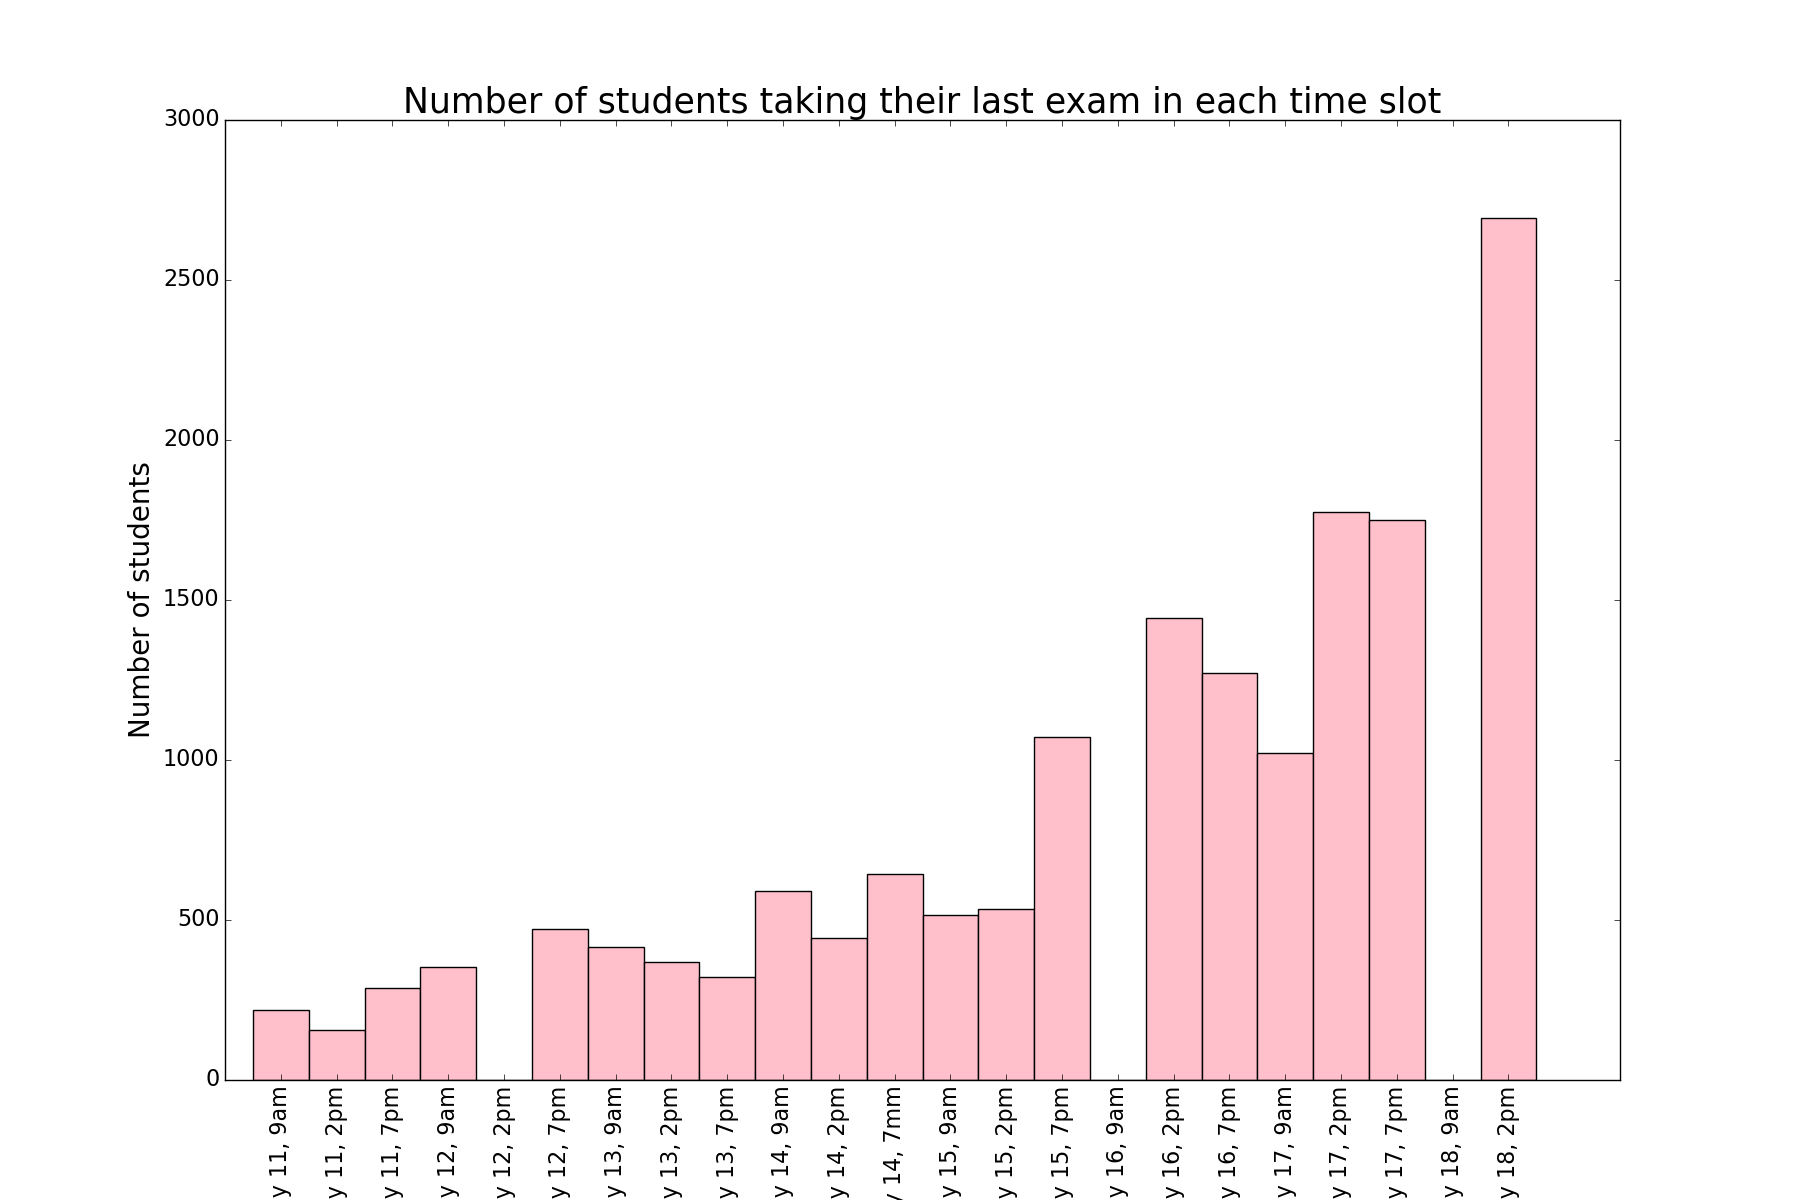 Number of students taking their last exam in each time slot
3000
2500
2000
1500
1000
500
0
Number of students
y 11, 9am
y 11, 2pm
y 11, 7pm
y 12, 9am
y 12, 2pm
y 12, 7pm
y 13, 9am
y 13, 2pm
y 13, 7pm
y 14, 9am
y 14, 2pm
y 14, 7mm
y 15, 9am
y 15, 2pm
y 15, 7pm
y 16, 9am
y 16, 2pm
y 16, 7pm
y 17, 9am
y 17, 2pm
y 17, 7pm
y 18, 9am
y 18, 2pm